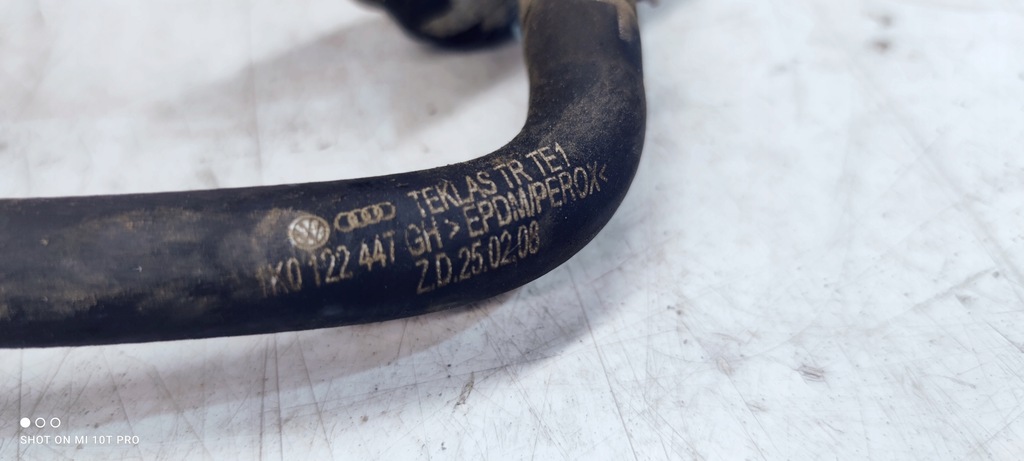 TEKLAS TR TE1
1K0 122 447 GH >EPDM/PEROX<
Z.D.25.02.08
SHOT ON MI 10T PRO